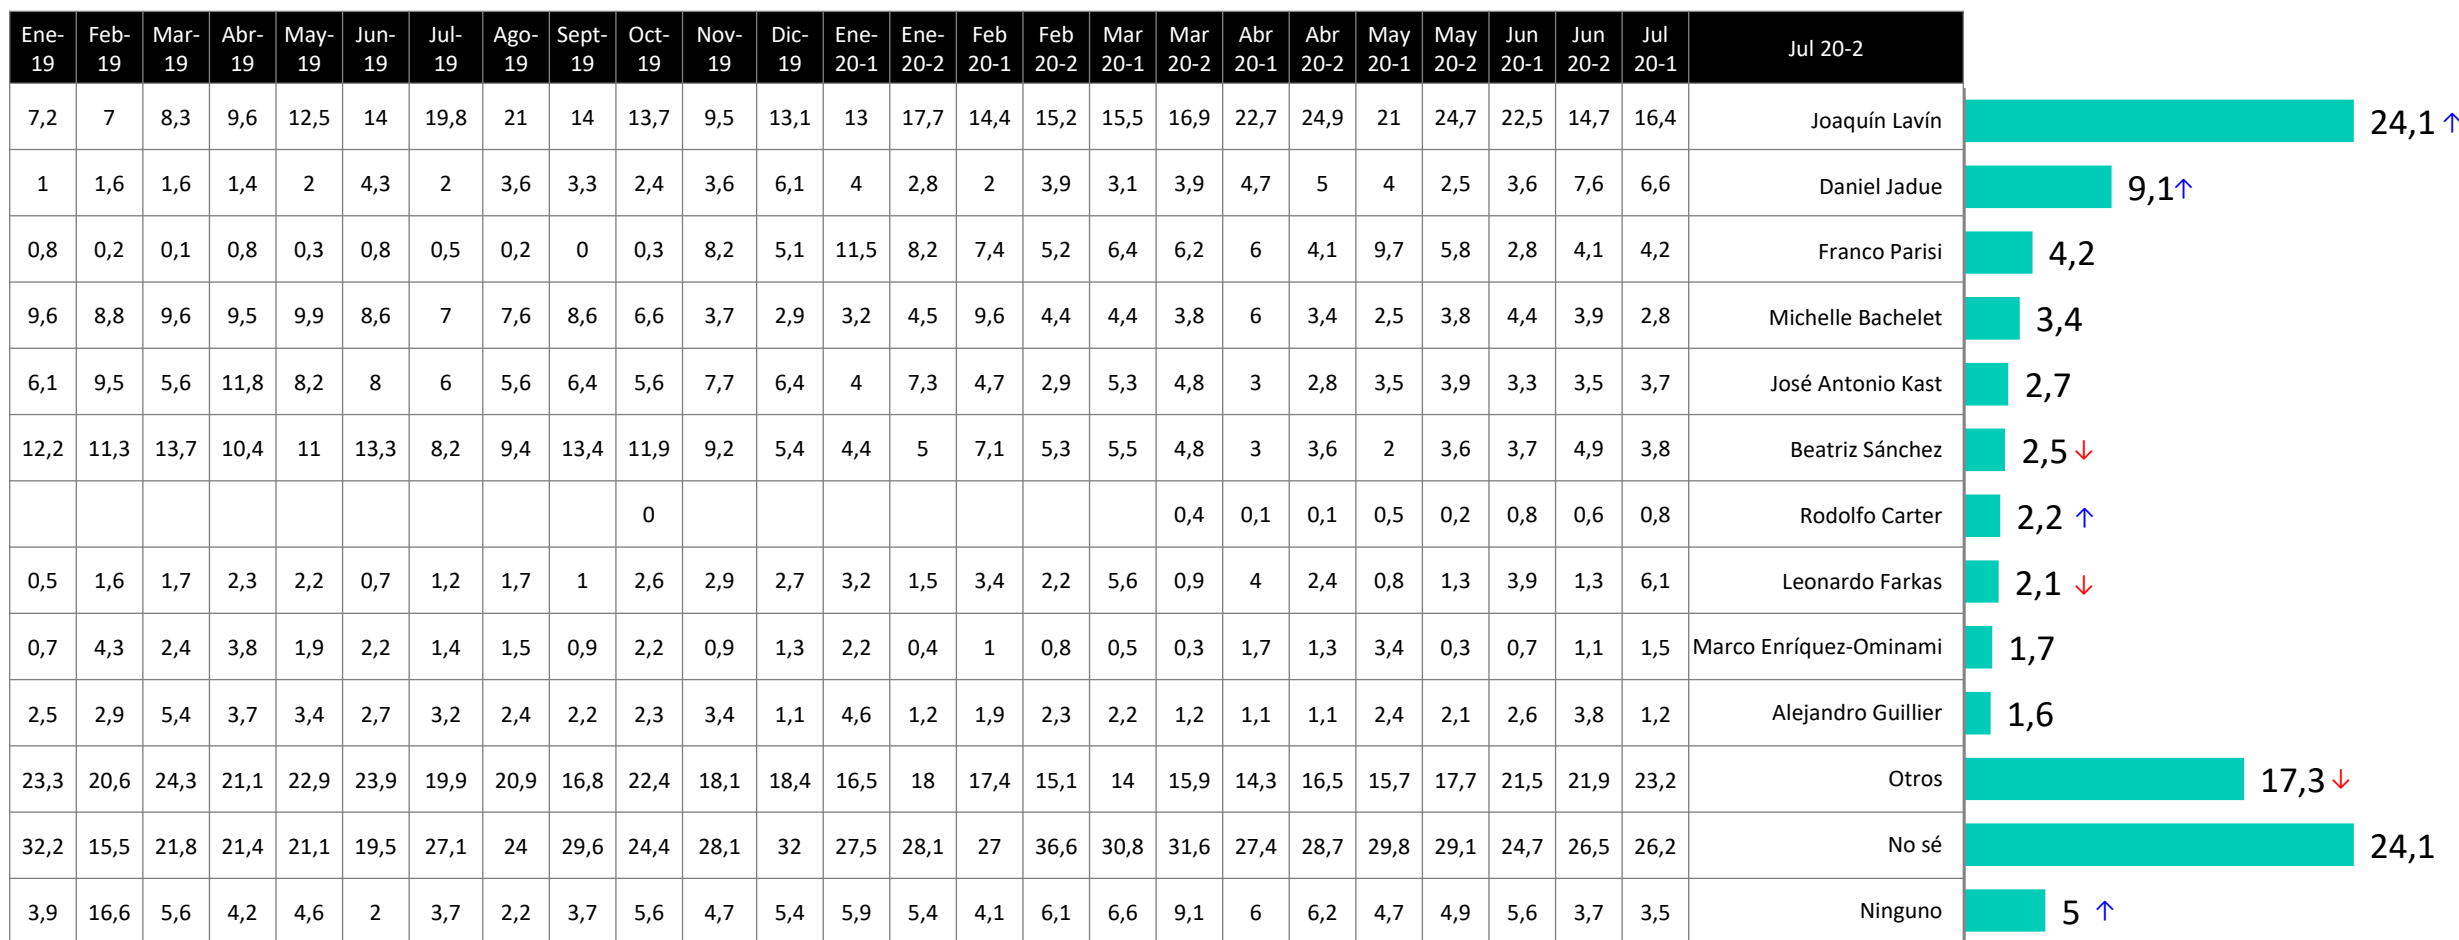 Ene-19 Feb-19 Mar-19 Abr-19 May-19 Jun-19 Jul-19 Ago-19 Sept-19 Oct-19 Nov-19 Dic-19 Ene-20-1 Ene-20-2 Feb 20-1 Feb 20-2 Mar 20-1 Mar 20-2 Abr 20-1 Abr 20-2 May 20-1 May 20-2 Jun 20-1 Jun 20-2 Jul 20-1 Jul 20-2
7,2 7 8,3 9,6 12,5 14 19,8 21 14 13,7 9,5 13,1 13 17,7 14,4 15,2 15,5 16,9 22,7 24,9 21 24,7 22,5 14,7 16,4 Joaquín Lavín 24,1 ↑
1 1,6 1,6 1,4 2 4,3 2 3,6 3,3 2,4 3,6 6,1 4 2,8 2 3,9 3,1 3,9 4,7 5 4 2,5 3,6 7,6 6,6 Daniel Jadue 9,1 ↑
0,8 0,2 0,1 0,8 0,3 0,8 0,5 0,2 0 0,3 8,2 5,1 11,5 8,2 7,4 5,2 6,4 6,2 6 4,1 9,7 5,8 2,8 4,1 4,2 Franco Parisi 4,2
9,6 8,8 9,6 9,5 9,9 8,6 7 7,6 8,6 6,6 3,7 2,9 3,2 4,5 9,6 4,4 4,4 3,8 6 3,4 2,5 3,8 4,4 3,9 2,8 Michelle Bachelet 3,4
6,1 9,5 5,6 11,8 8,2 8 6 5,6 6,4 5,6 7,7 6,4 4 7,3 4,7 2,9 5,3 4,8 3 2,8 3,5 3,9 3,3 3,5 3,7 José Antonio Kast 2,7
12,2 11,3 13,7 10,4 11 13,3 8,2 9,4 13,4 11,9 9,2 5,4 4,4 5 7,1 5,3 5,5 4,8 3 3,6 2 3,6 3,7 4,9 3,8 Beatriz Sánchez 2,5 ↓
0 0,4 0,1 0,1 0,5 0,2 0,8 0,6 0,8 Rodolfo Carter 2,2 ↑
0,5 1,6 1,7 2,3 2,2 0,7 1,2 1,7 1 2,6 2,9 2,7 3,2 1,5 3,4 2,2 5,6 0,9 4 2,4 0,8 1,3 3,9 1,3 6,1 Leonardo Farkas 2,1 ↓
0,7 4,3 2,4 3,8 1,9 2,2 1,4 1,5 0,9 2,2 0,9 1,3 2,2 0,4 1 0,8 0,5 0,3 1,7 1,3 3,4 0,3 0,7 1,1 1,5 Marco Enríquez-Ominami 1,7
2,5 2,9 5,4 3,7 3,4 2,7 3,2 2,4 2,2 2,3 3,4 1,1 4,6 1,2 1,9 2,3 2,2 1,2 1,1 1,1 2,4 2,1 2,6 3,8 1,2 Alejandro Guillier 1,6
23,3 20,6 24,3 21,1 22,9 23,9 19,9 20,9 16,8 22,4 18,1 18,4 16,5 18 17,4 15,1 14 15,9 14,3 16,5 15,7 17,7 21,5 21,9 23,2 Otros 17,3 ↓
32,2 15,5 21,8 21,4 21,1 19,5 27,1 24 29,6 24,4 28,1 32 27,5 28,1 27 36,6 30,8 31,6 27,4 28,7 29,8 29,1 24,7 26,5 26,2 No sé 24,1
3,9 16,6 5,6 4,2 4,6 2 3,7 2,2 3,7 5,6 4,7 5,4 5,9 5,4 4,1 6,1 6,6 9,1 6 6,2 4,7 4,9 5,6 3,7 3,5 Ninguno 5 ↑